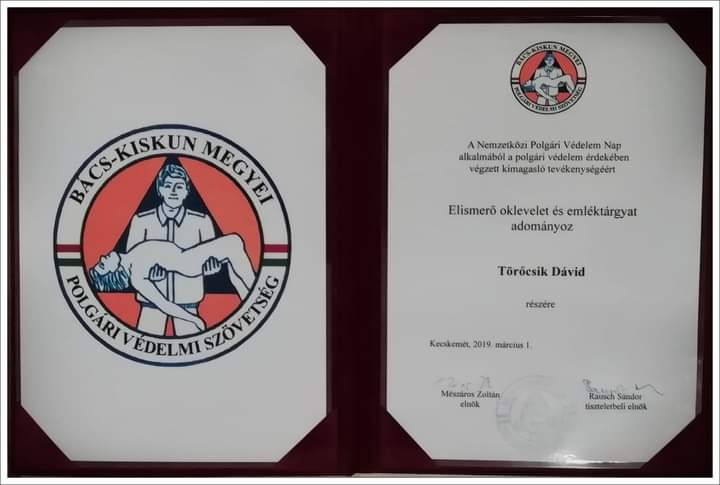 BÁCS-KISKUN MEGYEI
POLGÁRI VÉDELMI SZÖVETSÉG
BÁCS-KISKUN MEGYEI
POLGÁRI VÉDELMI SZÖVETSÉG
A Nemzetközi Polgári Védelem Nap
alkalmából a polgári védelem érdekében
végzett kimagasló tevékenységéért
Elismerő oklevelet és emléktárgyat
adományoz
Törőcsik Dávid
részére
Kecskemét, 2019. március 1.
Mészáros Zoltán
elnök
Rausch Sándor
tiszteletbeli elnök